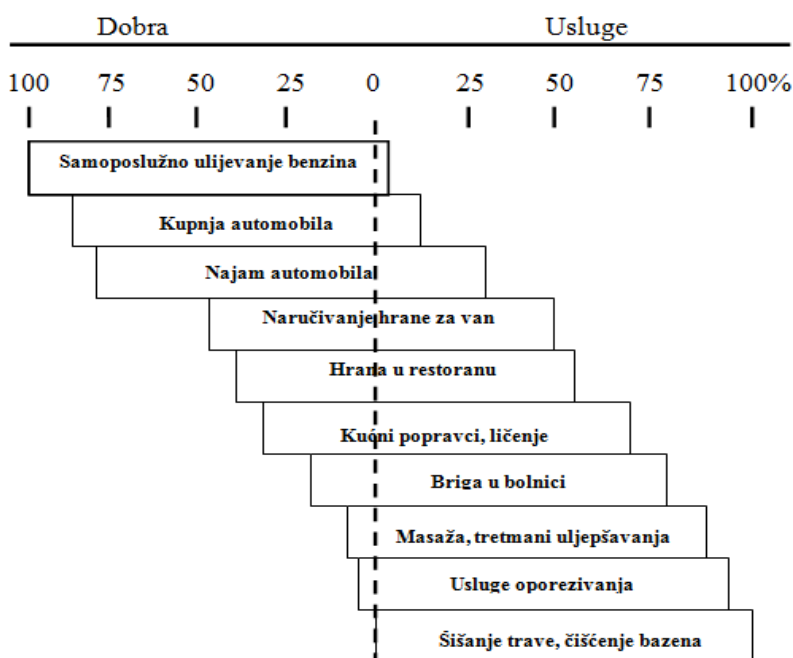 Dobra Usluge
100 75 50 25 0 25 50 75 100%
Samoposlužno ulijevanje benzina
Kupnja automobila
Najam automobila
Naručivanje hrane za van
Hrana u restoranu
Kućni popravci, ličenje
Briga u bolnici
Masaža, tretmani uljepšavanja
Usluge oporezivanja
Šišanje trave, čišćenje bazena